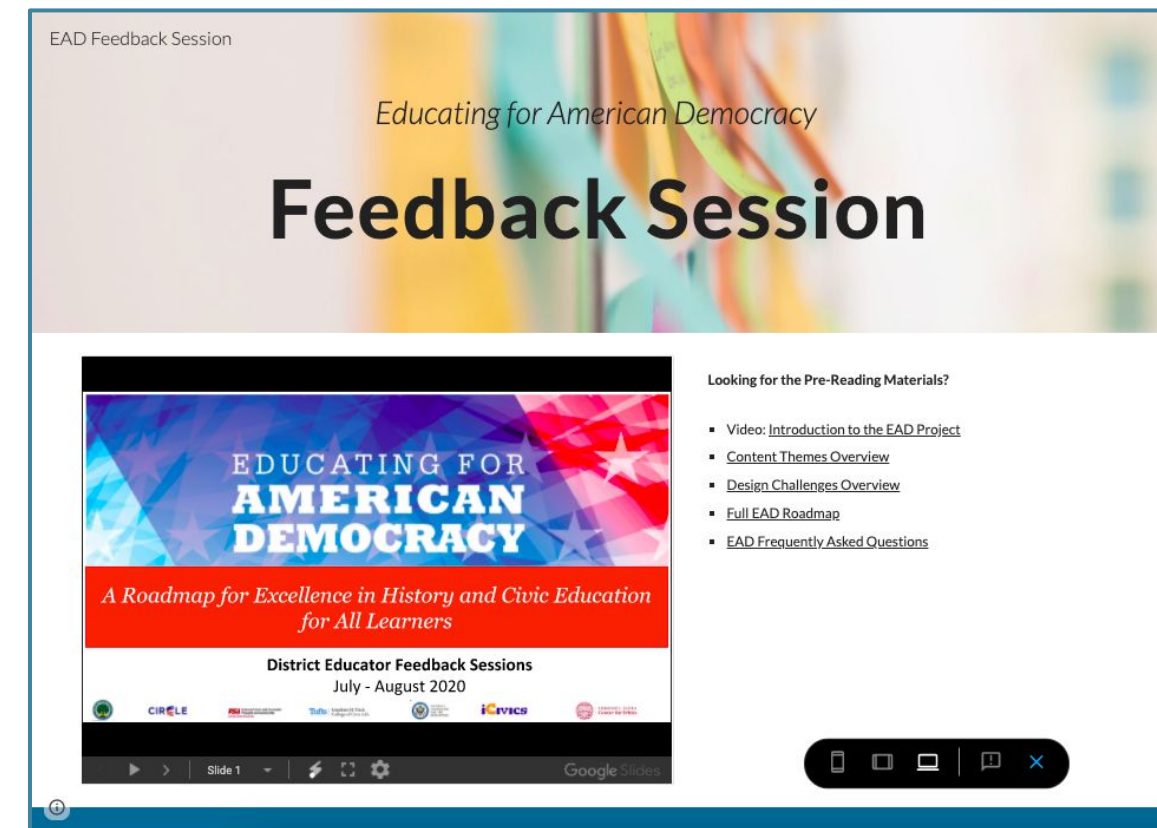 EAD Feedback Session
Educating for American Democracy
Feedback Session
EDUCATING FOR
AMERICAN
DEMOCRACY
A Roadmap for Excellence in History and Civic Education
for All Learners
District Educator Feedback Sessions
July - August 2020
CIRCLE
Tufts
iCIVICS
Slide 1
Google Slides
Looking for the Pre-Reading Materials?
Video: Introduction to the EAD Project
Content Themes Overview
Design Challenges Overview
Full EAD Roadmap
EAD Frequently Asked Questions